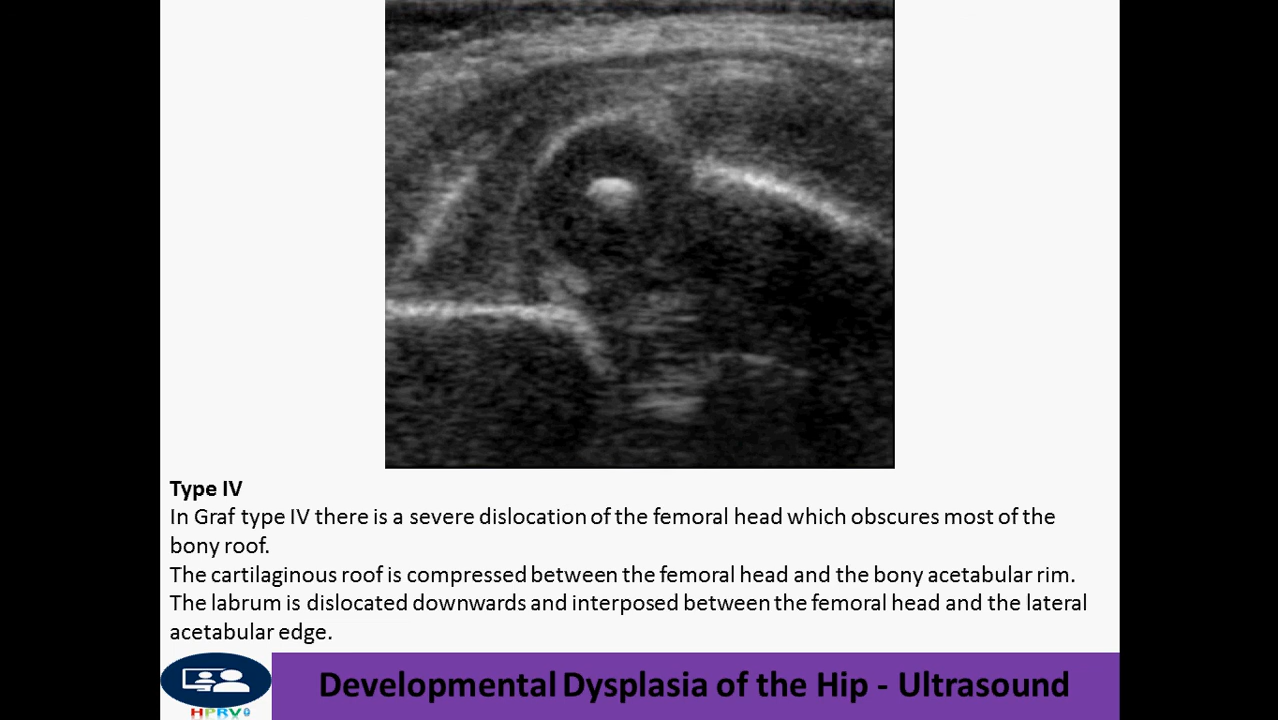 Type IV
In Graf type IV there is a severe dislocation of the femoral head which obscures most of the
bony roof.
The cartilaginous roof is compressed between the femoral head and the bony acetabular rim.
The labrum is dislocated downwards and interposed between the femoral head and the lateral
acetabular edge.
Developmental Dysplasia of the Hip - Ultrasound